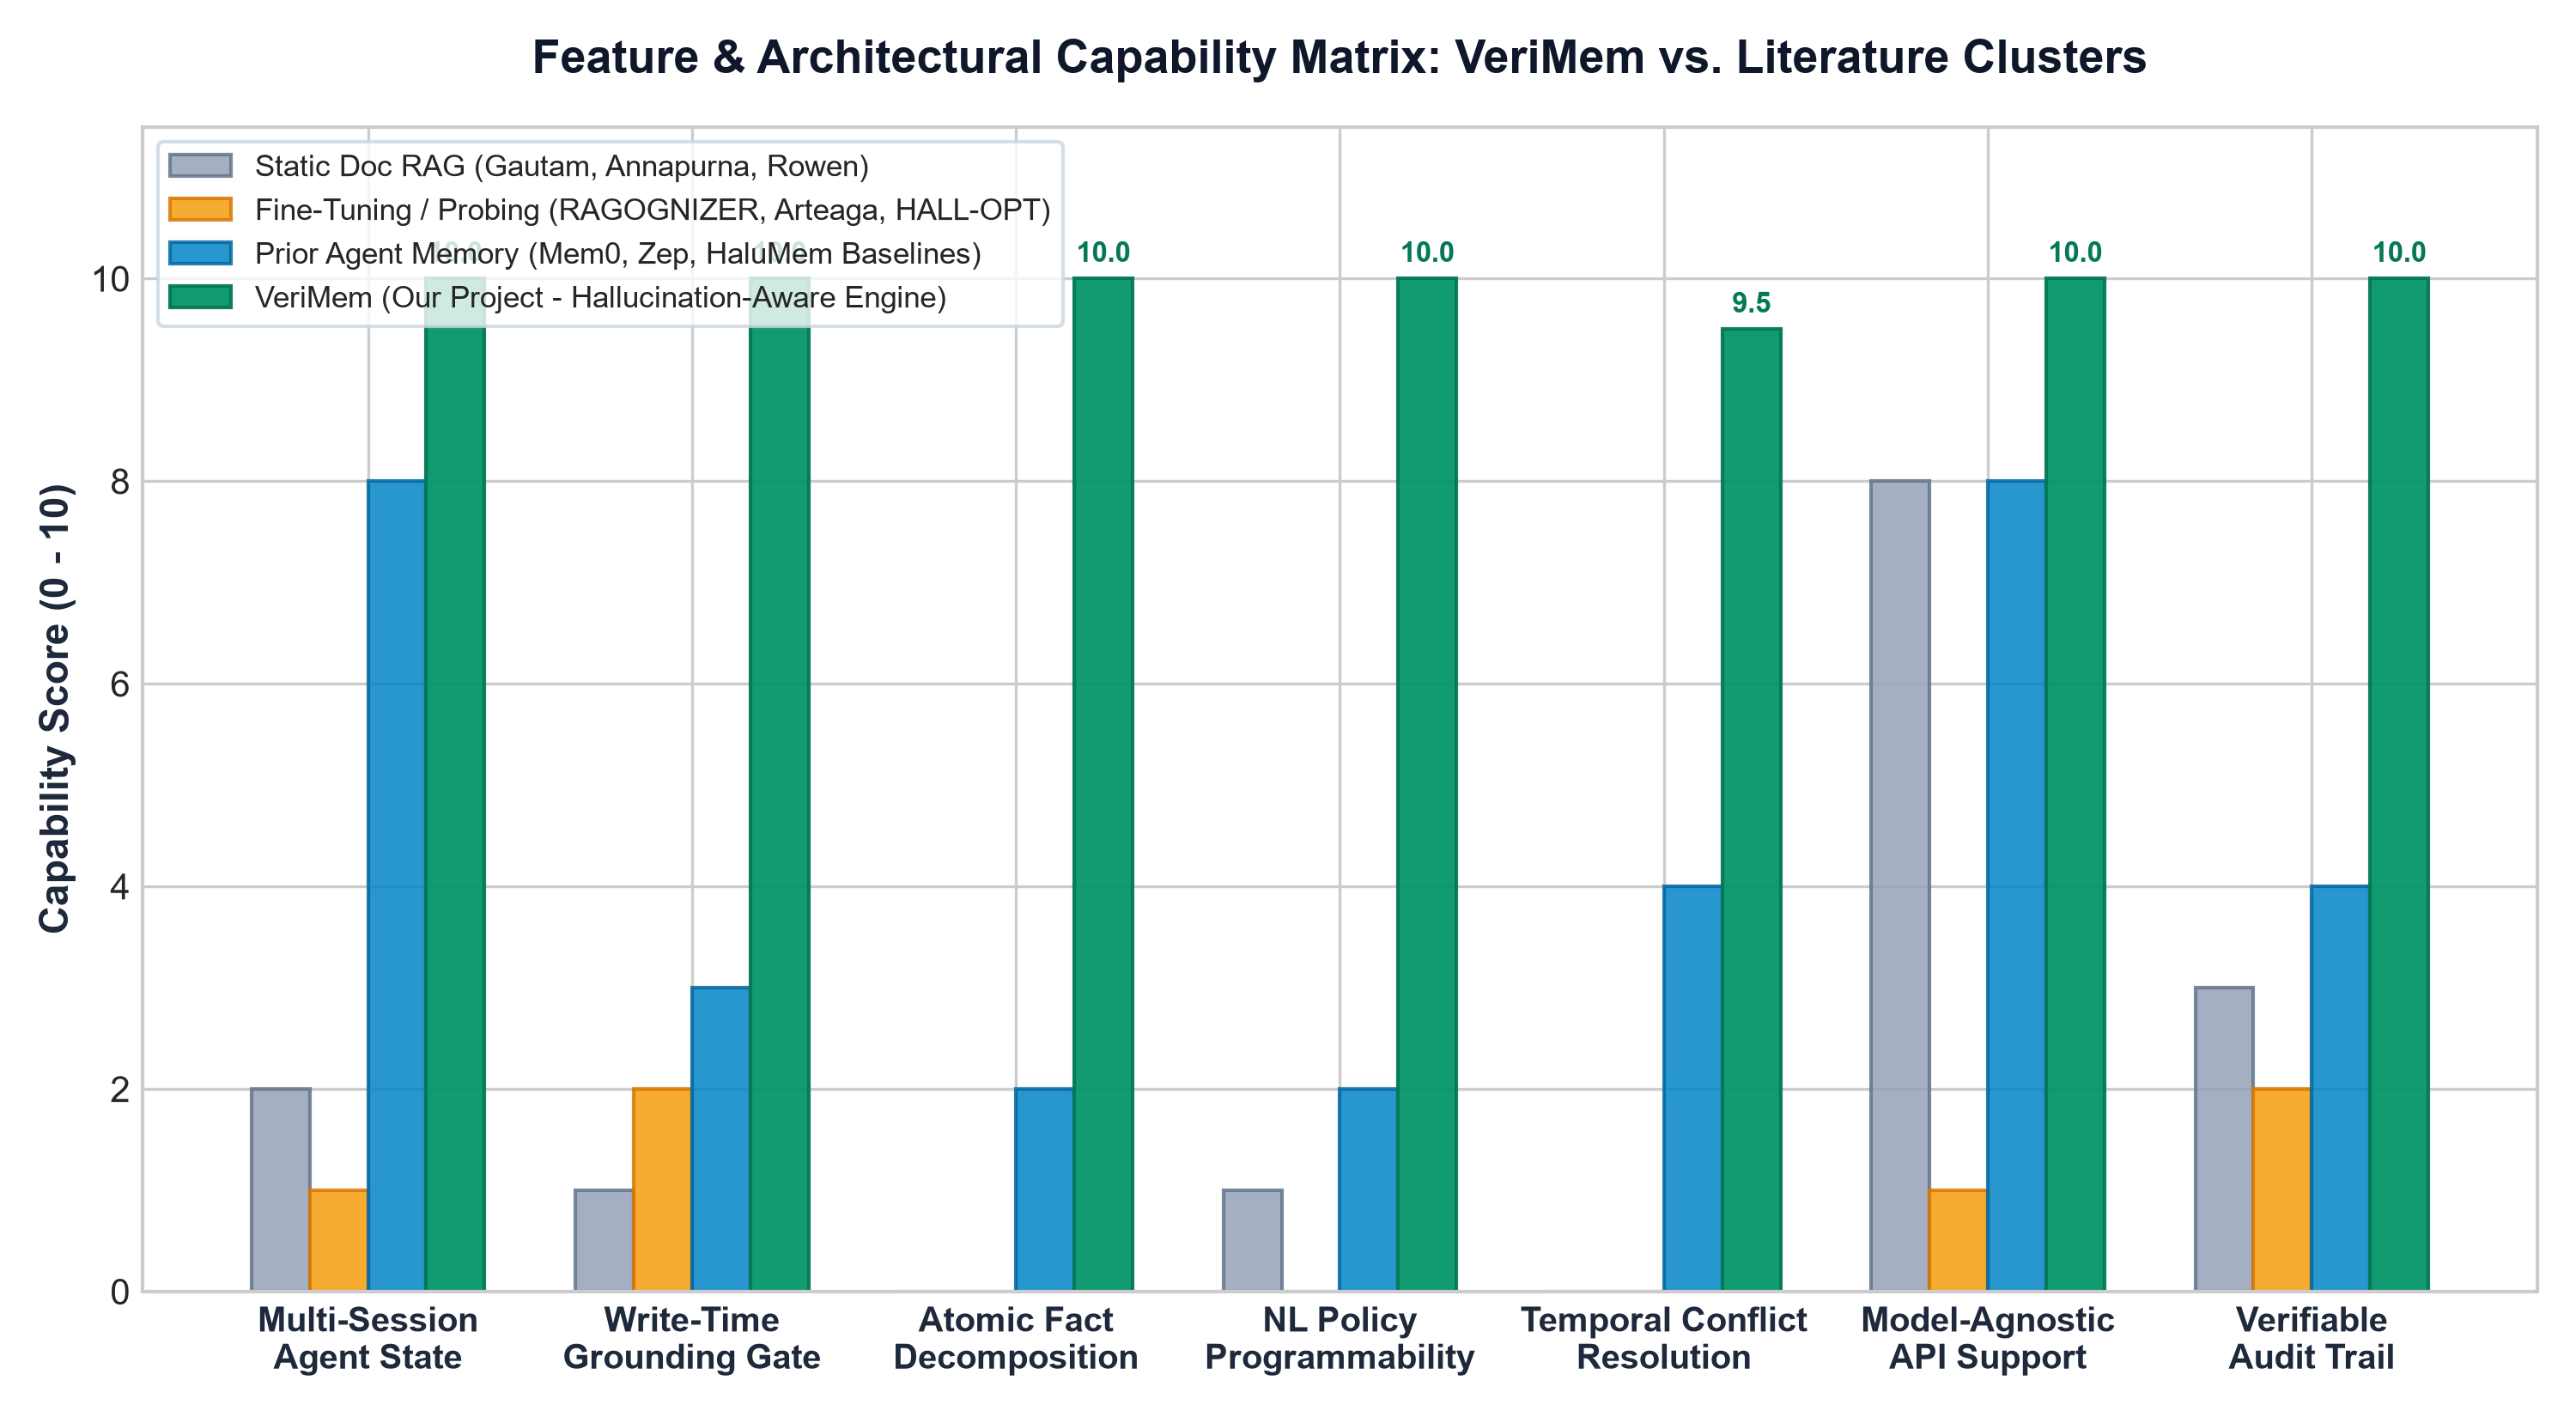 Feature & Architectural Capability Matrix: VeriMem vs. Literature Clusters
Static Doc RAG (Gautam, Annapurna, Rowen)
Fine-Tuning / Probing (RAGOGNIZER, Arteaga, HALL-OPT)
Prior Agent Memory (Mem0, Zep, HaluMem Baselines)
VeriMem (Our Project - Hallucination-Aware Engine)
10.0
10.0
9.5
10.0
10.0
Capability Score (0 - 10)
10
8
6
4
2
0
Multi-Session
Agent State
Write-Time
Grounding Gate
Atomic Fact
Decomposition
NL Policy
Programmability
Temporal Conflict
Resolution
Model-Agnostic
API Support
Verifiable
Audit Trail